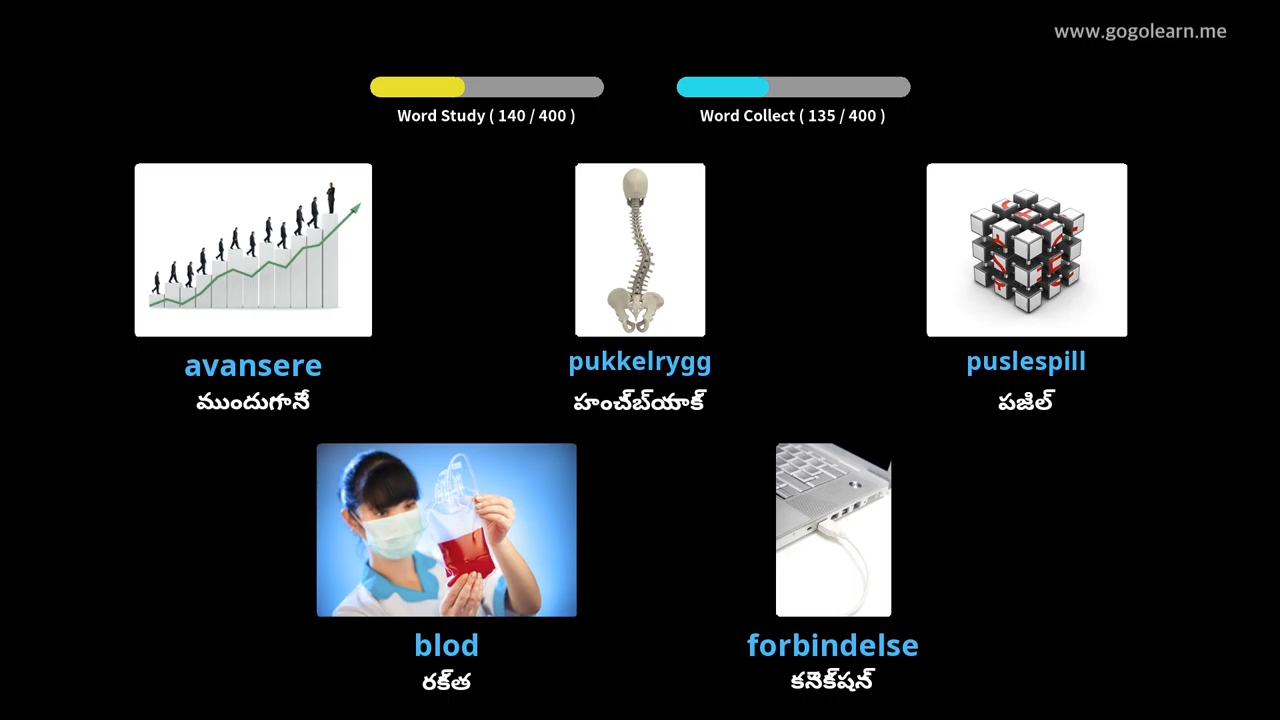 www.gogolearn.me
Word Study ( 140 / 400 )
Word Collect ( 135 / 400 )
avansere
ముందుగానే
pukkelrygg
హంచ్‌బ్‌యాక్
puslespill
పజిల్
blod
రక్త
forbindelse
కనెక్షన్